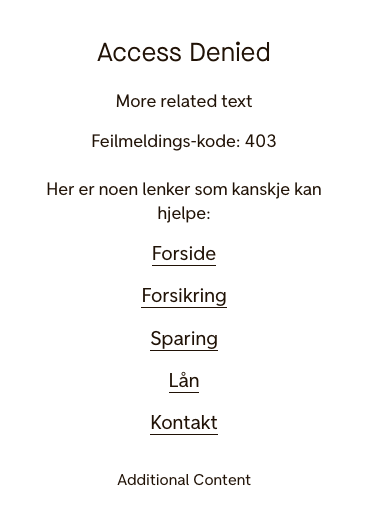 Access Denied
More related text
Feilmeldings-kode: 403
Her er noen lenker som kanskje kan
hjelpe:
Forside
Forsikring
Sparing
Lån
Kontakt
Additional Content